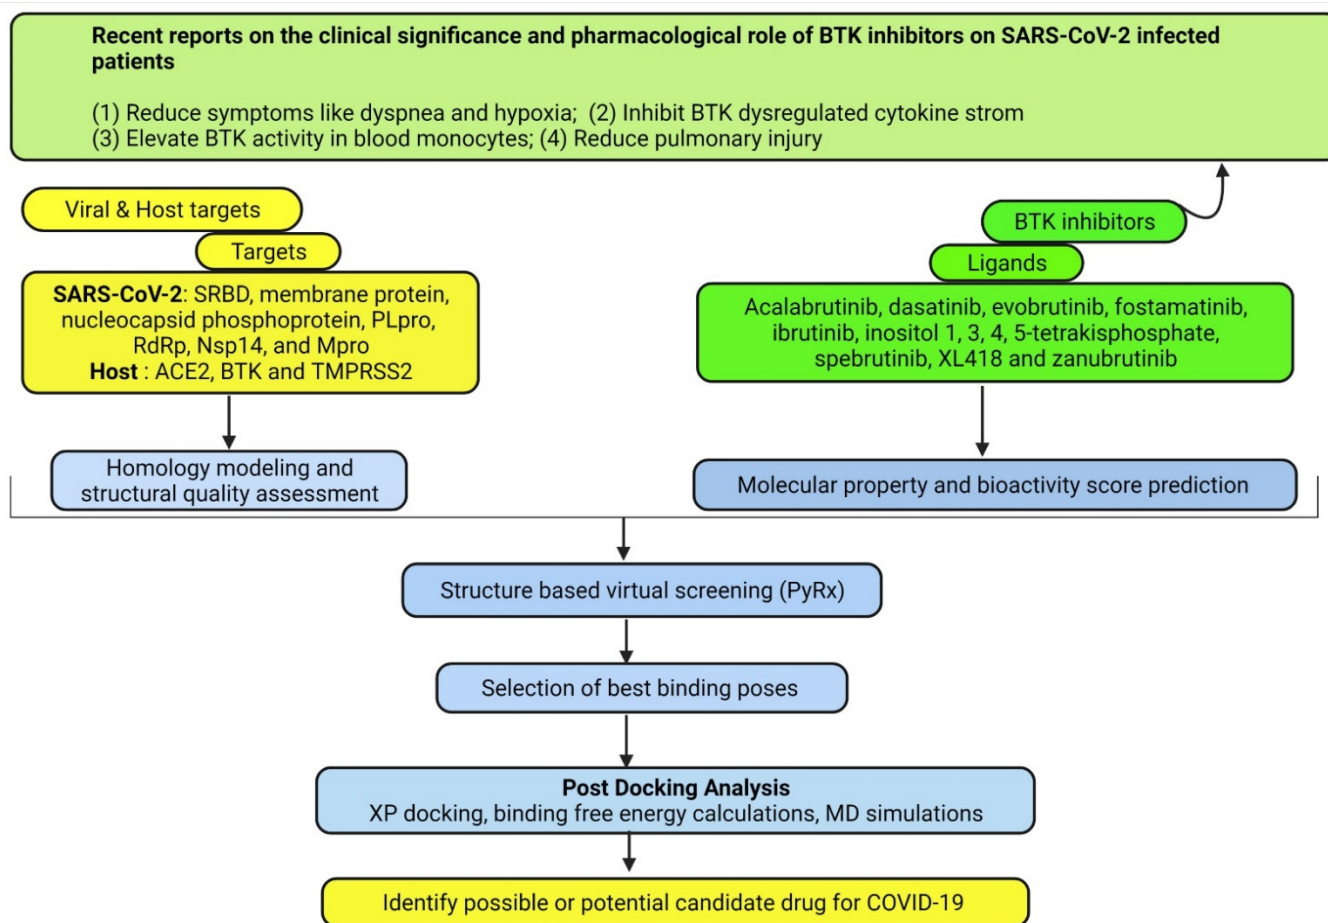 Recent reports on the clinical significance and pharmacological role of BTK inhibitors on SARS-CoV-2 infected
patients
(1) Reduce symptoms like dyspnea and hypoxia; (2) Inhibit BTK dysregulated cytokine strom
(3) Elevate BTK activity in blood monocytes; (4) Reduce pulmonary injury
Viral & Host targets
Targets
SARS-CoV-2: SRBD, membrane protein,
nucleocapsid phosphoprotein, PLpro,
RdRp, Nsp14, and Mpro
Host : ACE2, BTK and TMPRSS2
BTK inhibitors
Ligands
Acalabrutinib, dasatinib, evobrutinib, fostamatinib,
ibrutinib, inositol 1, 3, 4, 5-tetrakisphosphate,
spebrutinib, XL418 and zanubrutinib
Homology modeling and
structural quality assessment
Molecular property and bioactivity score prediction
Structure based virtual screening (PyRx)
Selection of best binding poses
Post Docking Analysis
XP docking, binding free energy calculations, MD simulations
Identify possible or potential candidate drug for COVID-19